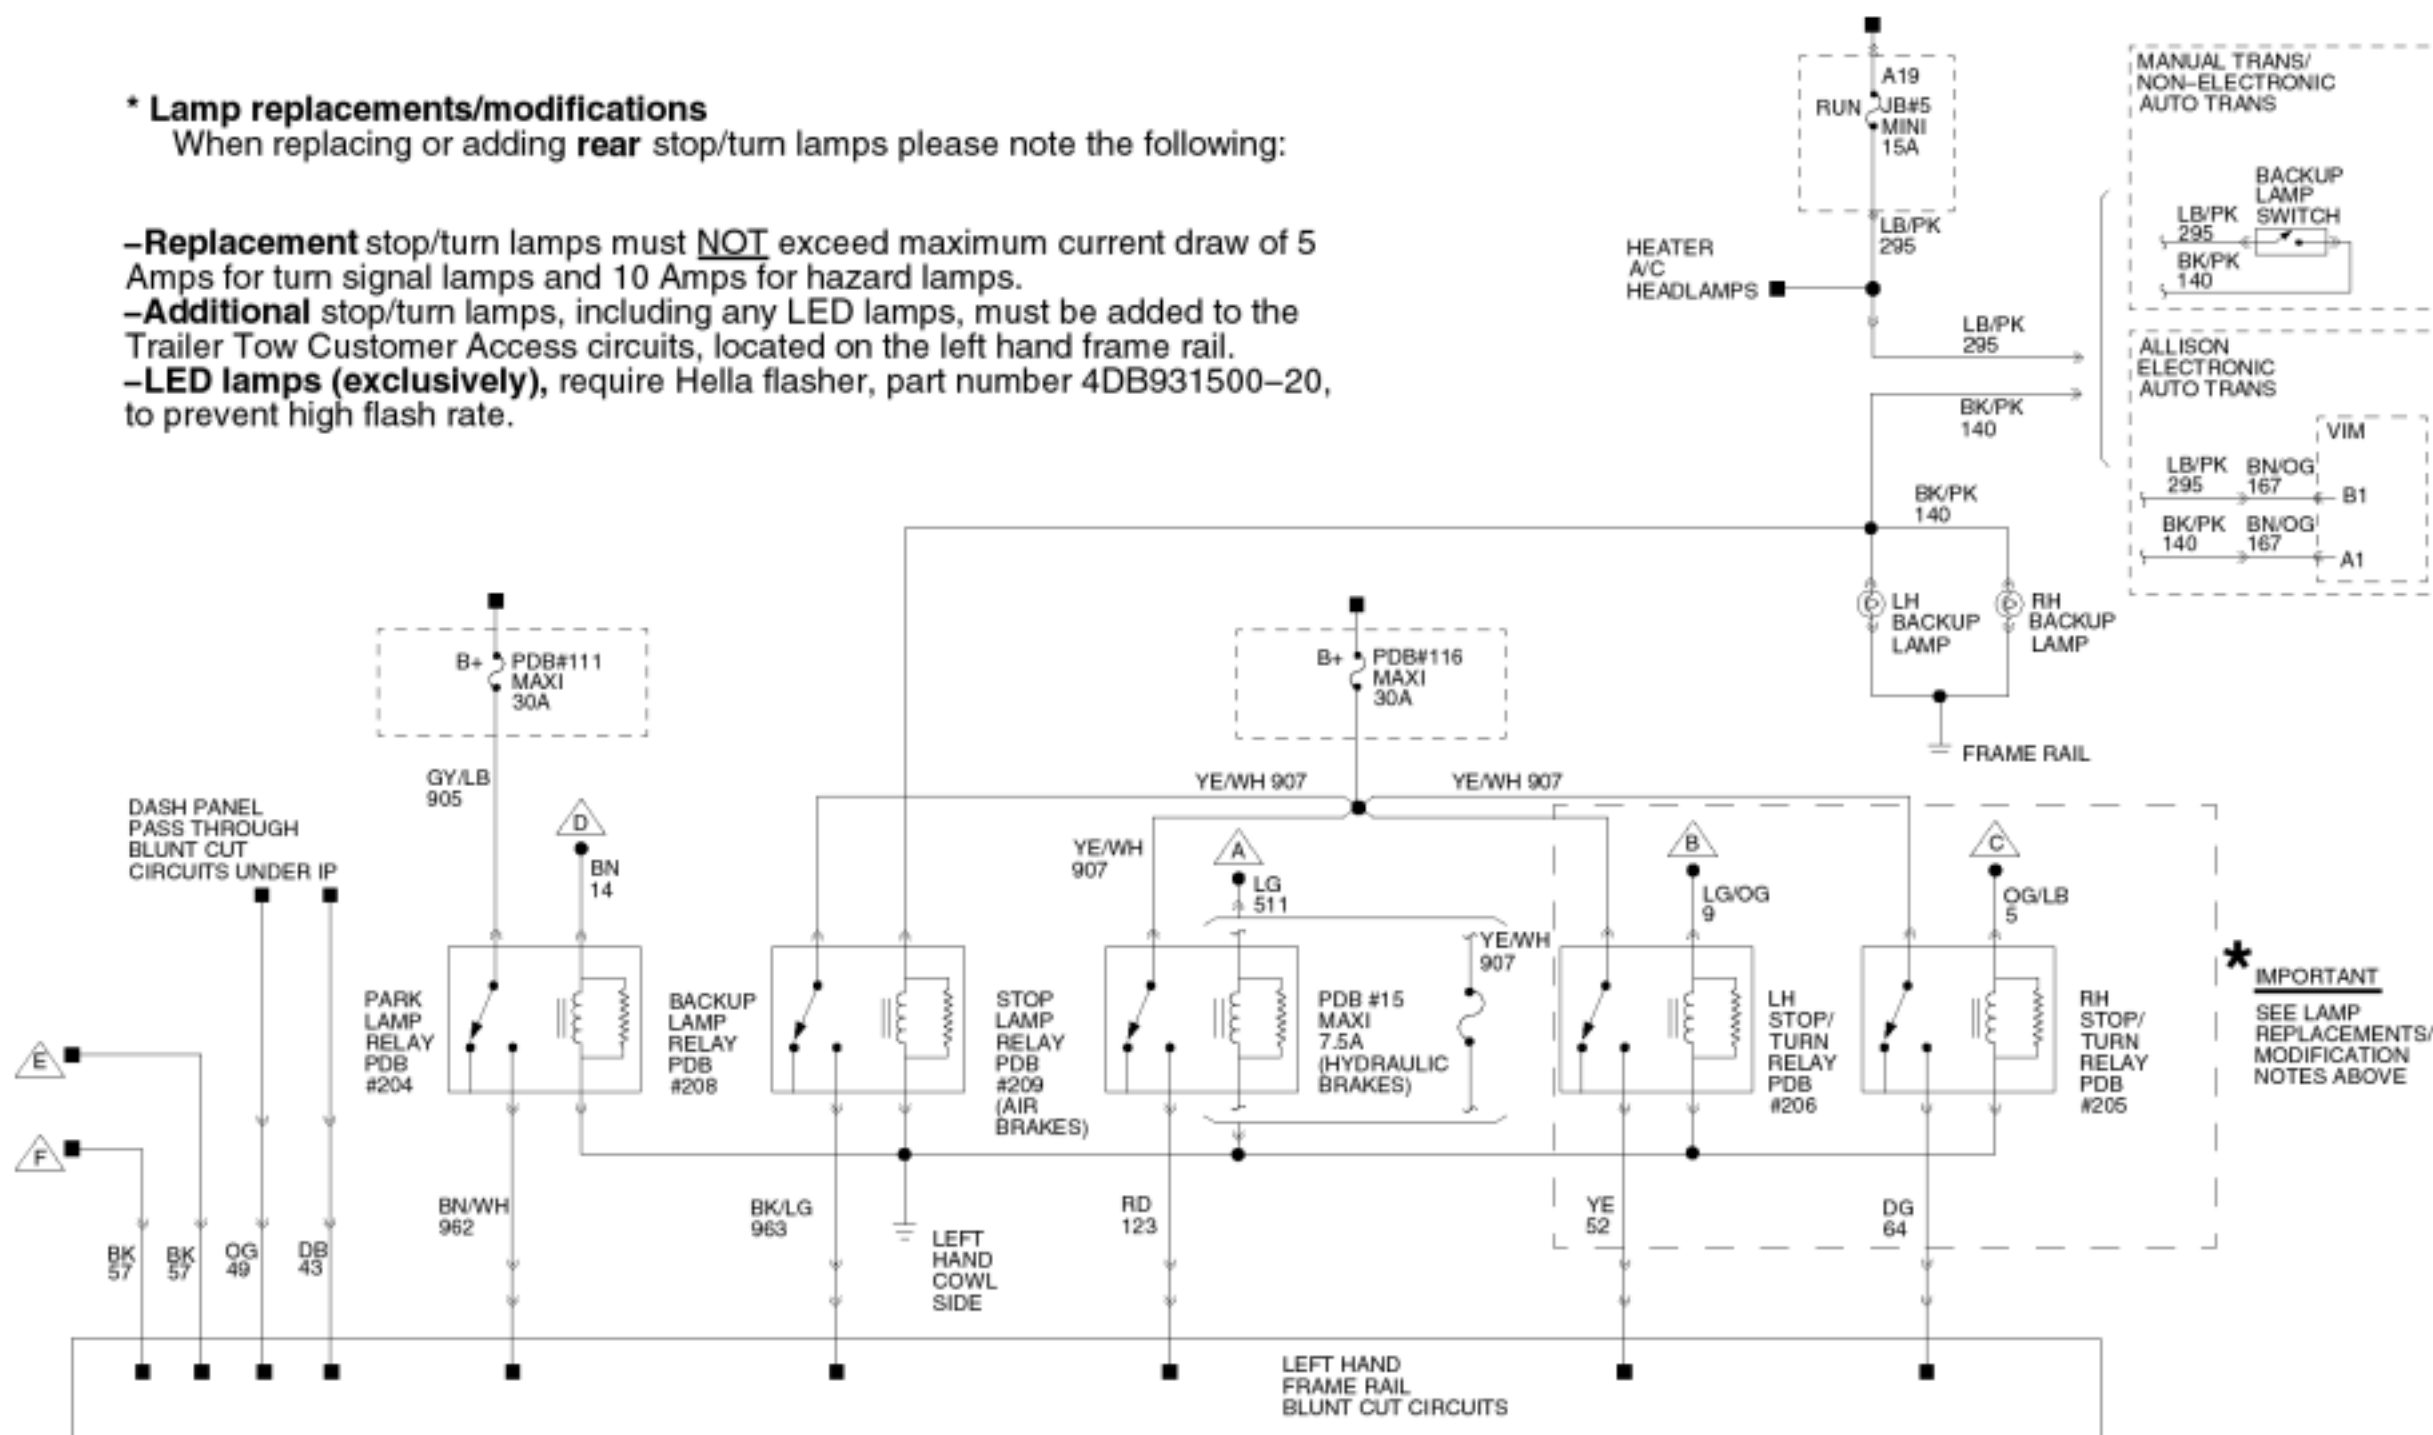 * Lamp replacements/modifications
When replacing or adding rear stop/turn lamps please note the following:
–Replacement stop/turn lamps must NOT exceed maximum current draw of 5
Amps for turn signal lamps and 10 Amps for hazard lamps.
–Additional stop/turn lamps, including any LED lamps, must be added to the
Trailer Tow Customer Access circuits, located on the left hand frame rail.
–LED lamps (exclusively), require Hella flasher, part number 4DB931500–20,
to prevent high flash rate.
A19
RUN
JB#5
MINI
15A
LB/PK
295
HEATER
A/C
HEADLAMPS
LB/PK
295
BK/PK
140
BK/PK
140
MANUAL TRANS/
NON–ELECTRONIC
AUTO TRANS
BACKUP
LAMP
SWITCH
LB/PK
295
BK/PK
140
ALLISON
ELECTRONIC
AUTO TRANS
VIM
LB/PK BN/OG
295 167
B1
BK/PK BN/OG
140 167
A1
LH
BACKUP
LAMP
RH
BACKUP
LAMP
FRAME RAIL
B+ PDB#111
MAXI
30A
B+ PDB#116
MAXI
30A
GY/LB
905
YE/WH 907
YE/WH 907
DASH PANEL
PASS THROUGH
BLUNT CUT
CIRCUITS UNDER IP
D
BN
14
YE/WH
907
A
LG
511
YE/WH
907
B
LG/OG
9
C
OG/LB
5
PARK
LAMP
RELAY
PDB
#204
BACKUP
LAMP
RELAY
PDB
#208
STOP
LAMP
RELAY
PDB
#209
(AIR
BRAKES)
PDB #15
MAXI
7.5A
(HYDRAULIC
BRAKES)
LH
STOP/
TURN
RELAY
PDB
#206
RH
STOP/
TURN
RELAY
PDB
#205
*
IMPORTANT
SEE LAMP
REPLACEMENTS/
MODIFICATION
NOTES ABOVE
E
F
BK
57
BK
57
OG
49
DB
43
BN/WH
962
BK/LG
963
LEFT
HAND
COWL
SIDE
RD
123
YE
52
DG
64
LEFT HAND
FRAME RAIL
BLUNT CUT CIRCUITS